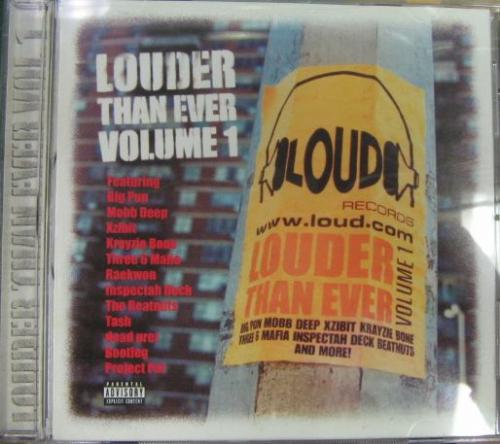 LOUDER THAN EVER VOL 1
LOUDER
THAN EVER
VOLUME 1
Featuring
Big Pun
Mobb Deep
Xzibit
Krayzie Bone
Three 6 Mafia
Raekwon
Inspectah Deck
The Beatnuts
Tash
dead prez
Bootleg
Project Pat
PARENTAL
ADVISORY
EXPLICIT CONTENT
LOUD
RECORDS
www.loud.com
LOUDER
THAN EVER
VOLUME 1
BIG PUN MOBB DEEP XZIBIT KRAYZIE BONE
THREE 6 MAFIA INSPECTAH DECK BEATNUTS
AND MORE!